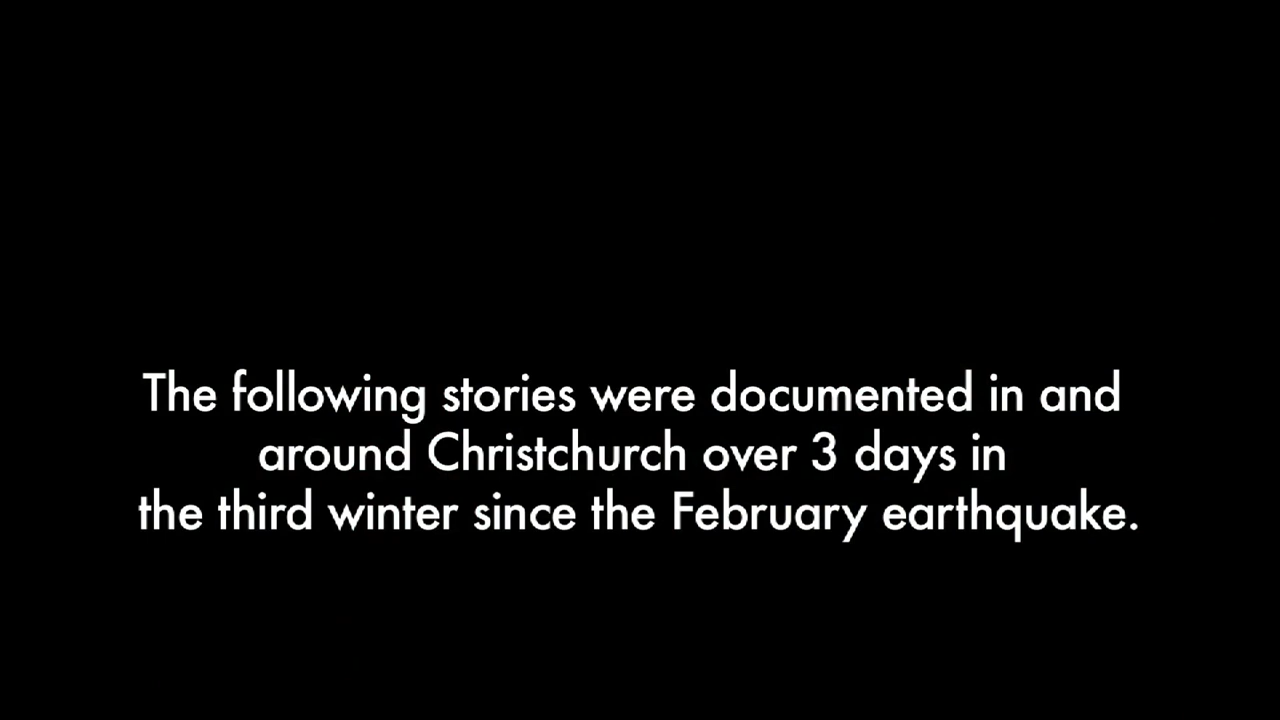 The following stories were documented in and
around Christchurch over 3 days in
the third winter since the February earthquake.